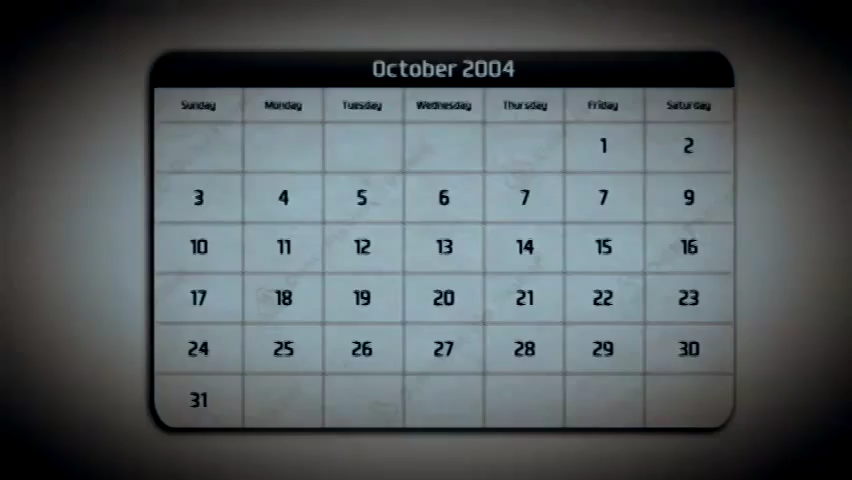 October 2004
Sunday Monday Tuesday Wednesday Thursday Friday Saturday
1 2
3 4 5 6 7 7 9
10 11 12 13 14 15 16
17 18 19 20 21 22 23
24 25 26 27 28 29 30
31